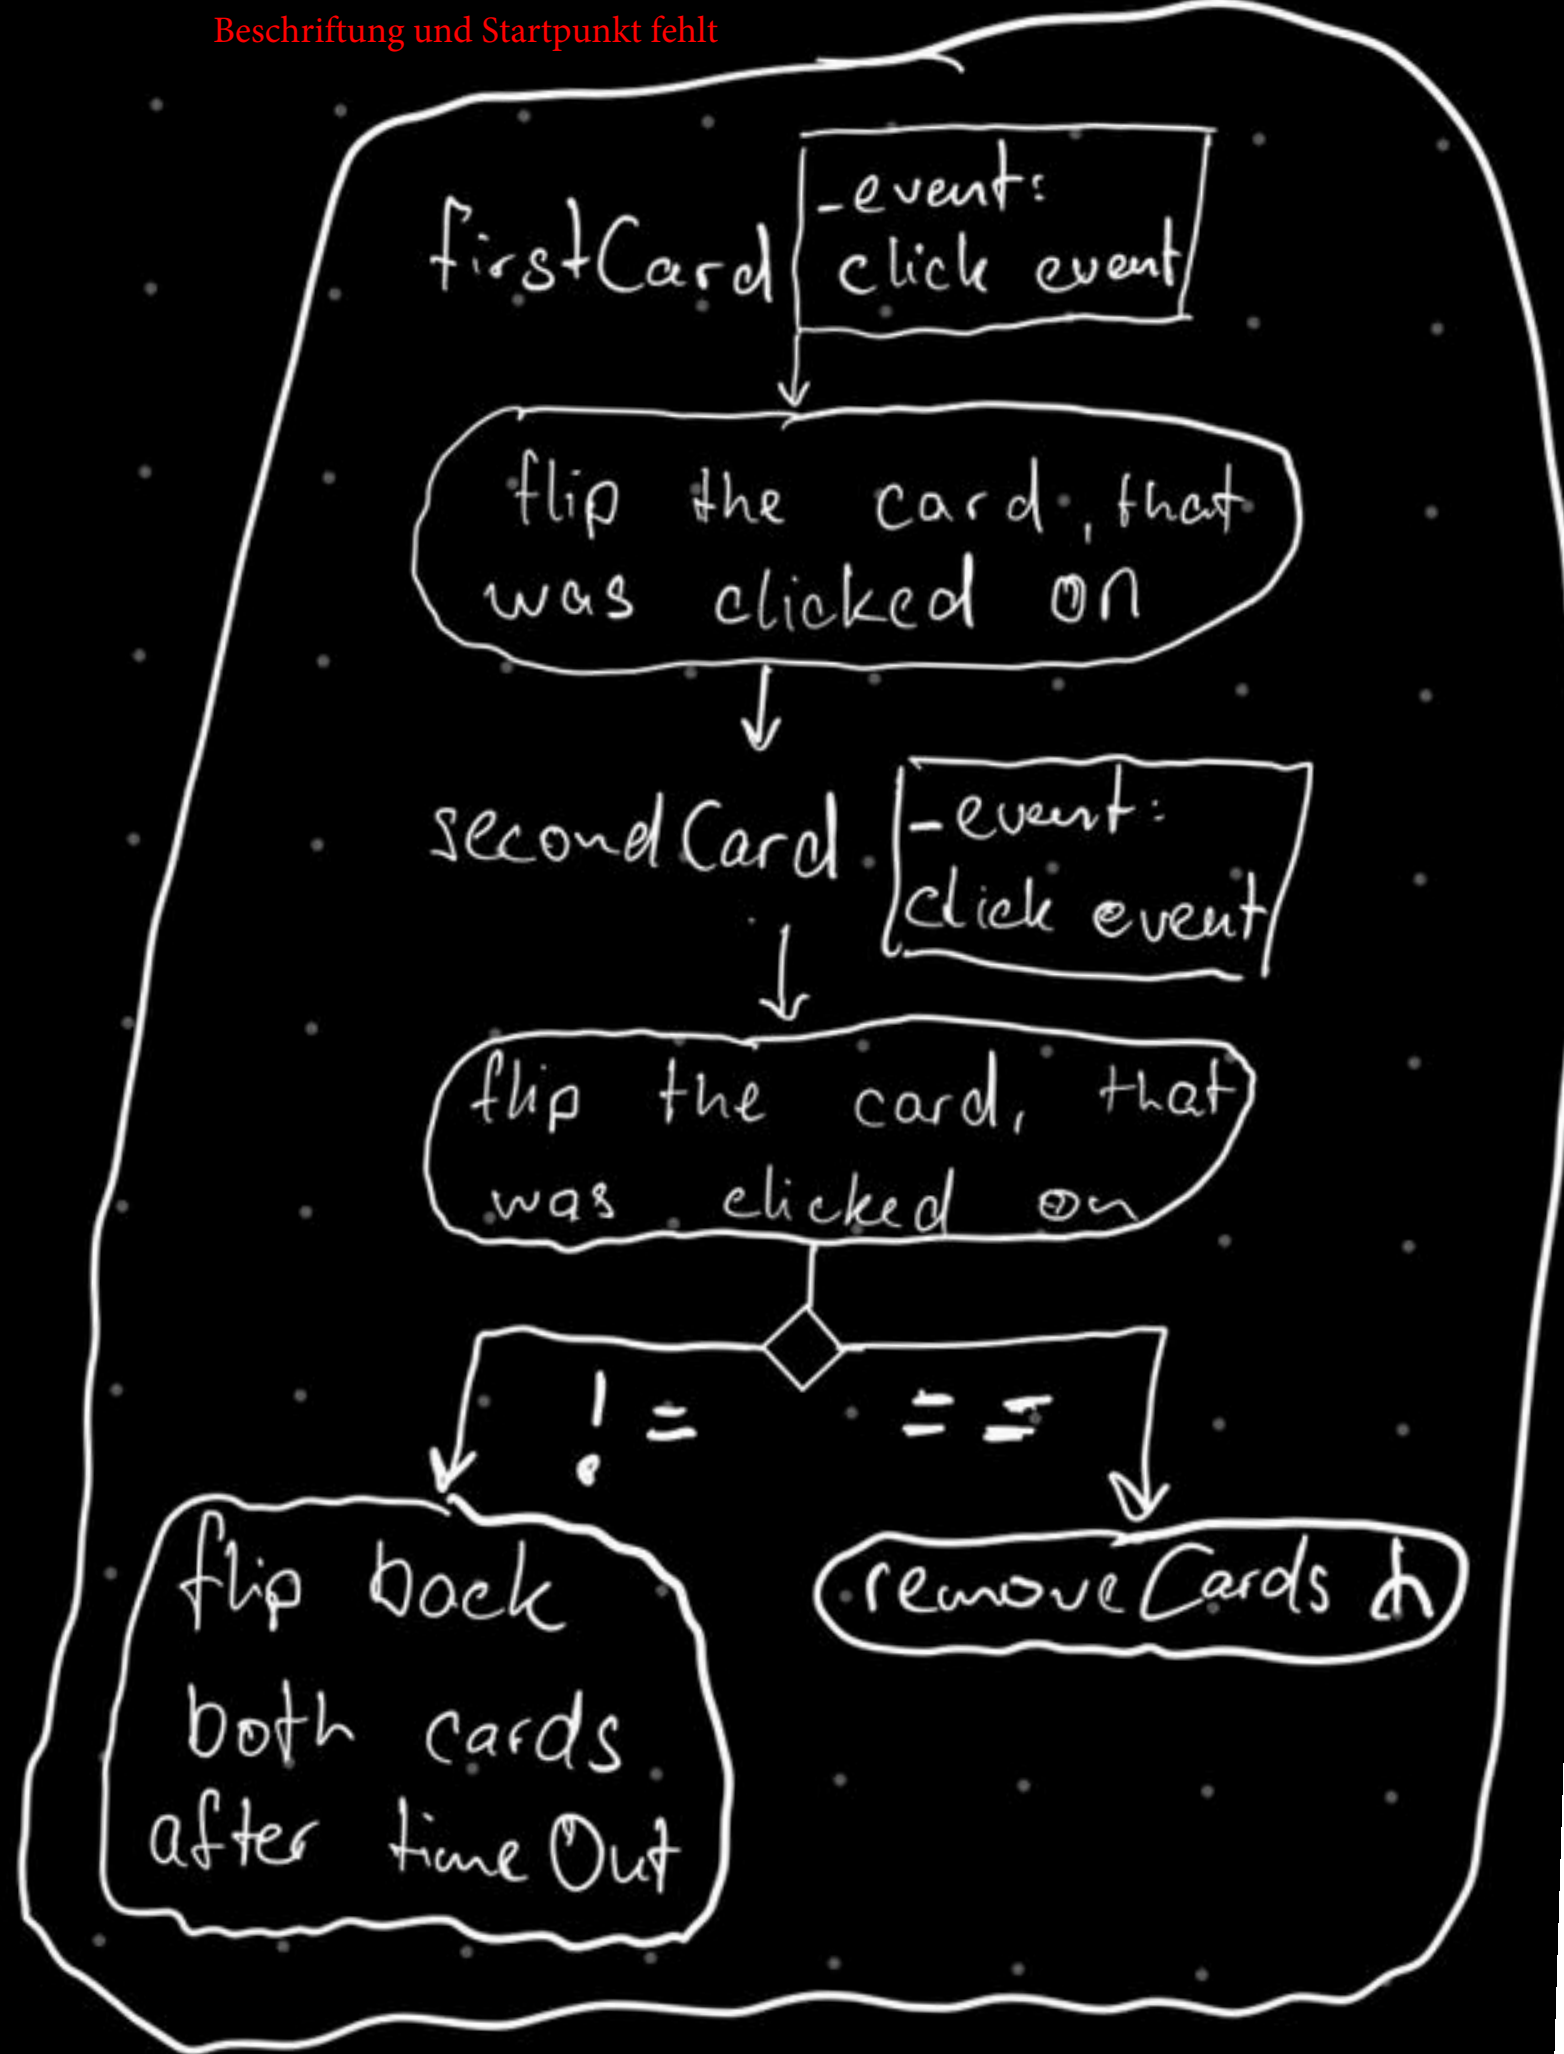 Beschriftung und Startpunkt fehlt
firstCard
-event:
click event
flip the card, that
was clicked on
secondCard
-event:
click event
flip the card, that
was clicked on
!= ==
flip back
both cards
after timeOut
removeCards